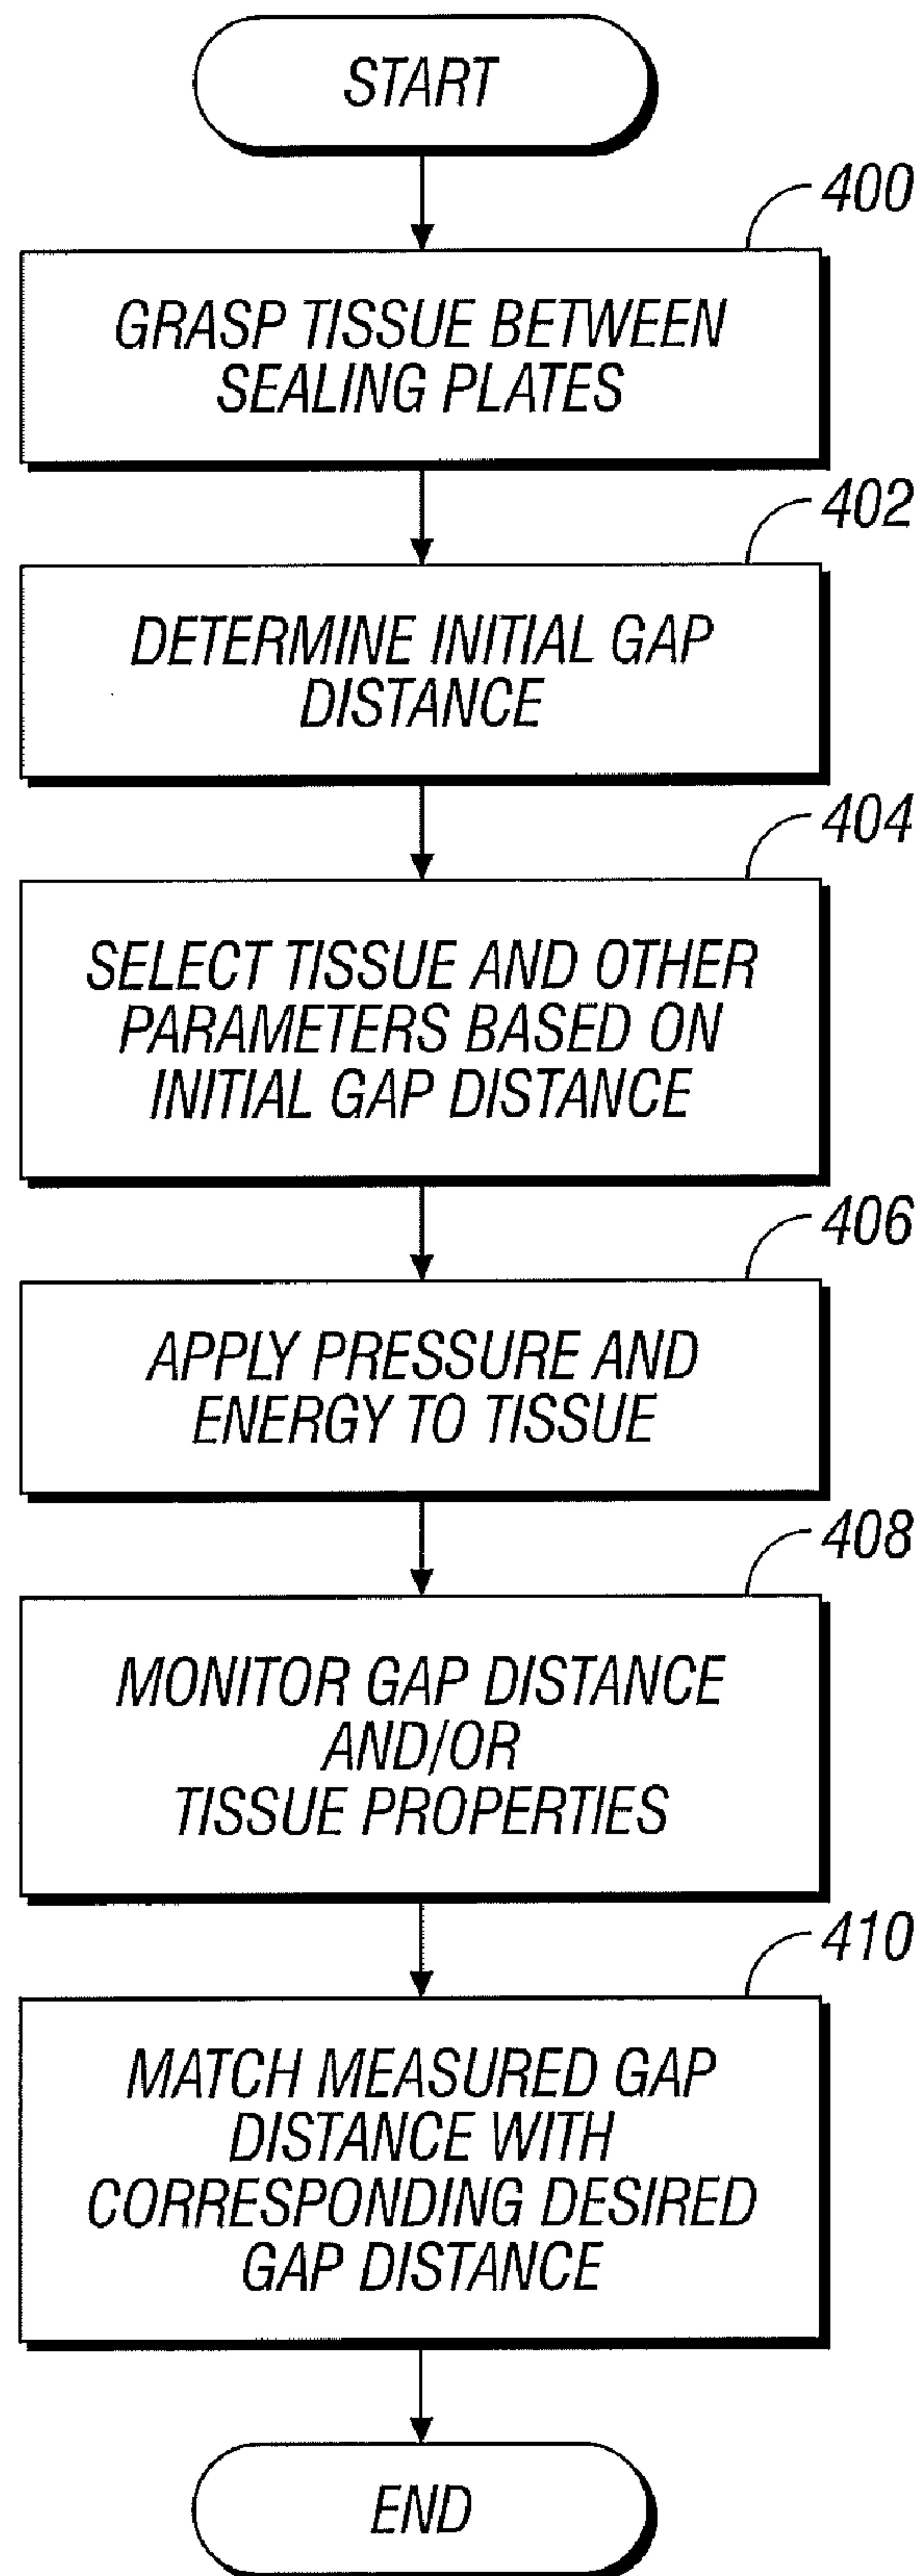 START
400
GRASP TISSUE BETWEEN
SEALING PLATES
402
DETERMINE INITIAL GAP
DISTANCE
404
SELECT TISSUE AND OTHER
PARAMETERS BASED ON
INITIAL GAP DISTANCE
406
APPLY PRESSURE AND
ENERGY TO TISSUE
408
MONITOR GAP DISTANCE
AND/OR
TISSUE PROPERTIES
410
MATCH MEASURED GAP
DISTANCE WITH
CORRESPONDING DESIRED
GAP DISTANCE
END